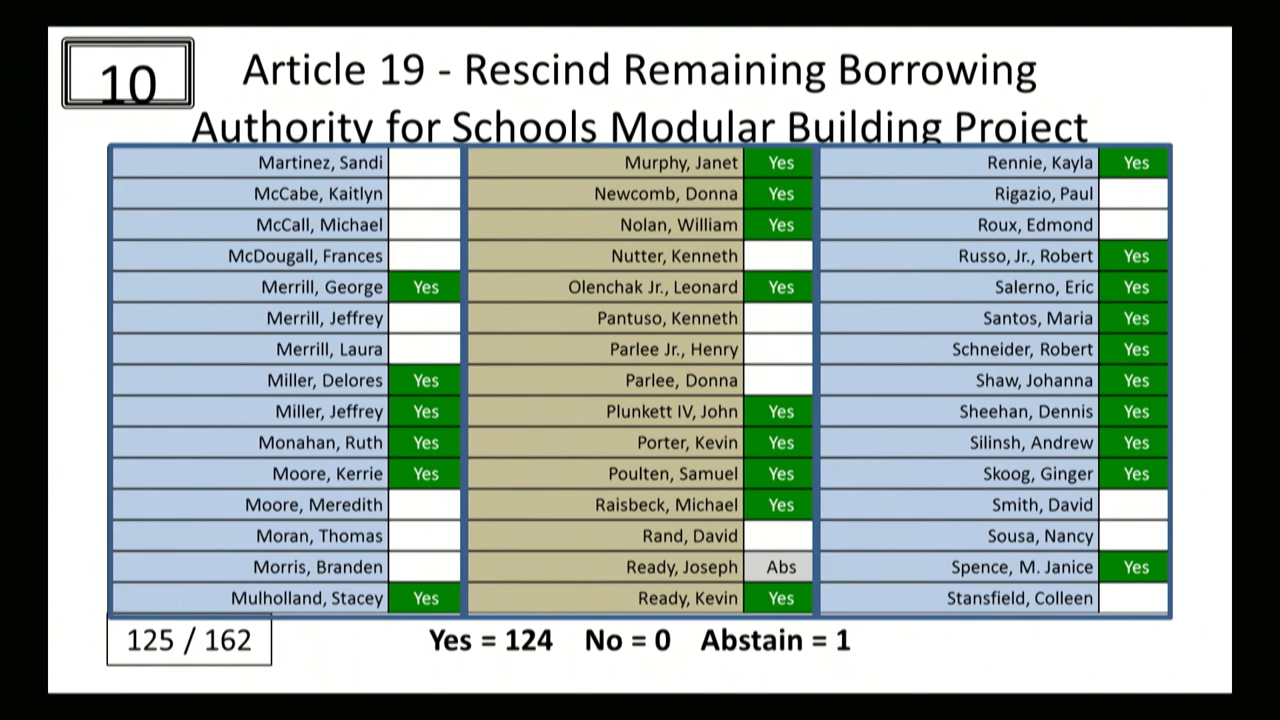 10
Article 19 - Rescind Remaining Borrowing
Authority for Schools Modular Building Project
Martinez, Sandi
McCabe, Kaitlyn
McCall, Michael
McDougall, Frances
Merrill, George Yes
Merrill, Jeffrey
Merrill, Laura
Miller, Delores Yes
Miller, Jeffrey Yes
Monahan, Ruth Yes
Moore, Kerrie Yes
Moore, Meredith
Moran, Thomas
Morris, Branden
Mulholland, Stacey Yes
Murphy, Janet Yes
Newcomb, Donna Yes
Nolan, William Yes
Nutter, Kenneth
Olenchak Jr., Leonard Yes
Pantuso, Kenneth
Parlee Jr., Henry
Parlee, Donna
Plunkett IV, John Yes
Porter, Kevin Yes
Poulten, Samuel Yes
Raisbeck, Michael Yes
Rand, David
Ready, Joseph Abs
Ready, Kevin Yes
Rennie, Kayla Yes
Rigazio, Paul
Roux, Edmond
Russo, Jr., Robert Yes
Salerno, Eric Yes
Santos, Maria Yes
Schneider, Robert Yes
Shaw, Johanna Yes
Sheehan, Dennis Yes
Silinsh, Andrew Yes
Skoog, Ginger Yes
Smith, David
Sousa, Nancy
Spence, M. Janice Yes
Stansfield, Colleen
125 / 162
Yes = 124 No = 0 Abstain = 1